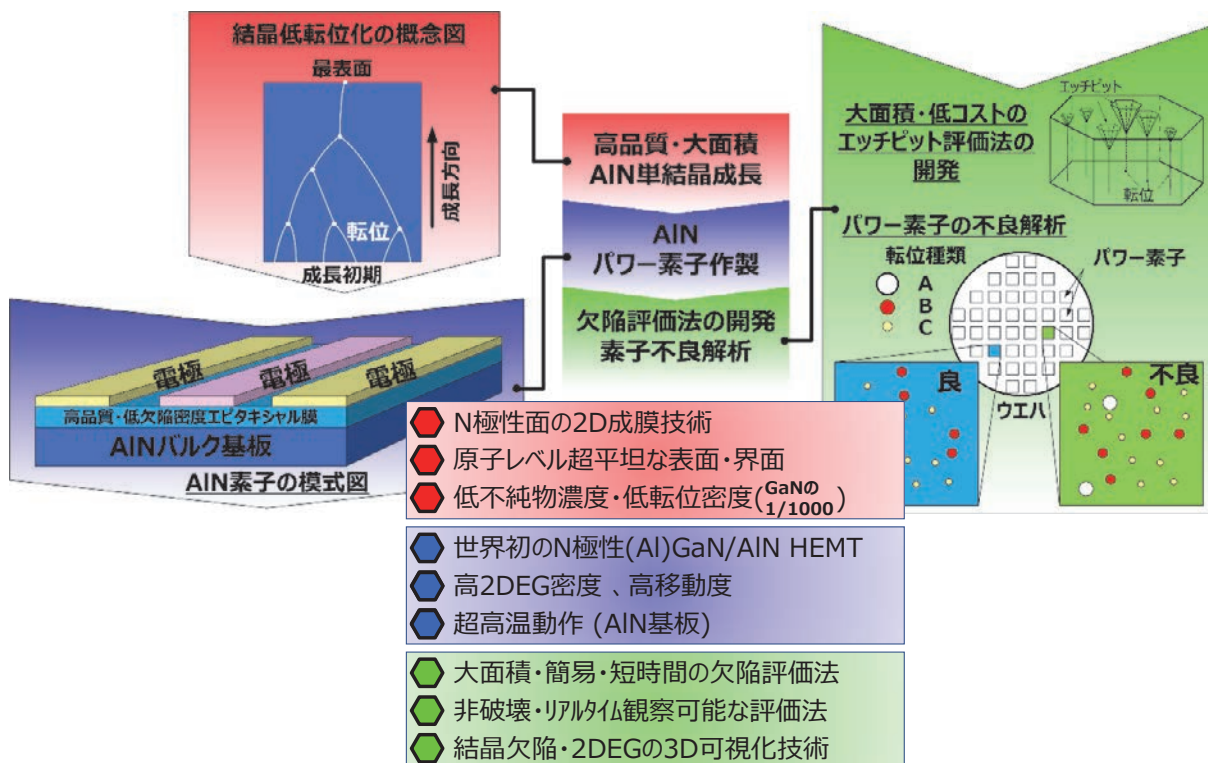 結晶低転位化の概念図
最表面
成長方向
転位
成長初期
高品質・大面積
AlN単結晶成長
AlN
パワー素子作製
欠陥評価法の開発
素子不良解析
エッチピット
大面積・低コストの
エッチピット評価法の
開発
転位
パワー素子の不良解析
転位種類
パワー素子
A
B
C
良
不良
ウエハ
電極
電極
電極
高品質・低欠陥密度エピタキシャル膜
AlNバルク基板
AlN素子の模式図
N極性面の2D成膜技術
原子レベル超平坦な表面・界面
低不純物濃度・低転位密度(GaNの
1/1000)
世界初のN極性(Al)GaN/AlN HEMT
高2DEG密度 、高移動度
超高温動作 (AlN基板)
大面積・簡易・短時間の欠陥評価法
非破壊・ﾘｱﾙﾀｲﾑ観察可能な評価法
結晶欠陥・2DEGの3D可視化技術